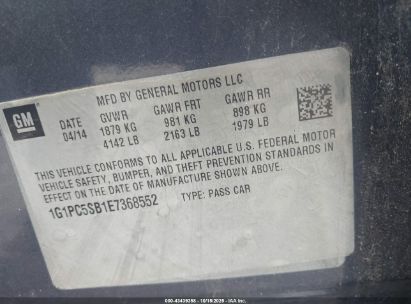 MFD BY GENERAL MOTORS LLC
GM
DATE GVWR GAWR FRT GAWR RR
04/14 1879 KG 981 KG 898 KG
4142 LB 2163 LB 1979 LB
THIS VEHICLE CONFORMS TO ALL APPLICABLE U.S. FEDERAL MOTOR
VEHICLE SAFETY, BUMPER, AND THEFT PREVENTION STANDARDS IN
EFFECT ON THE DATE OF MANUFACTURE SHOWN ABOVE.
1G1PC5SB1E7368552 TYPE: PASS CAR